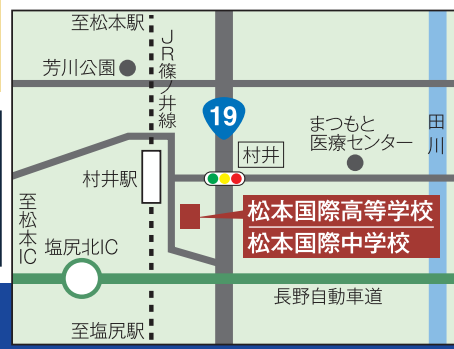 至松本駅
JR篠ノ井線
芳川公園
19
まつもと
医療センター
田川
村井
村井駅
松本国際高等学校
松本国際中学校
至松本IC
塩尻北IC
長野自動車道
至塩尻駅